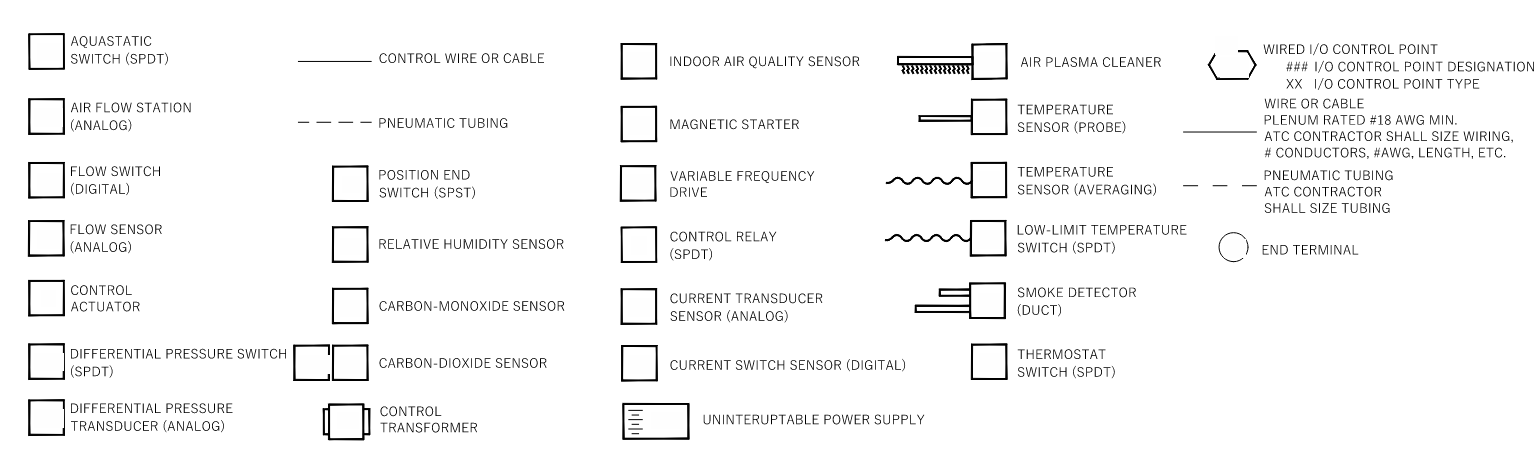 AQUASTATIC
SWITCH (SPDT)
AIR FLOW STATION
(ANALOG)
FLOW SWITCH
(DIGITAL)
FLOW SENSOR
(ANALOG)
CONTROL
ACTUATOR
DIFFERENTIAL PRESSURE SWITCH
(SPDT)
DIFFERENTIAL PRESSURE
TRANSDUCER (ANALOG)
CONTROL WIRE OR CABLE
PNEUMATIC TUBING
POSITION END
SWITCH (SPST)
RELATIVE HUMIDITY SENSOR
CARBON-MONOXIDE SENSOR
CARBON-DIOXIDE SENSOR
CONTROL
TRANSFORMER
INDOOR AIR QUALITY SENSOR
MAGNETIC STARTER
VARIABLE FREQUENCY
DRIVE
CONTROL RELAY
(SPDT)
CURRENT TRANSDUCER
SENSOR (ANALOG)
CURRENT SWITCH SENSOR (DIGITAL)
UNINTERUPTABLE POWER SUPPLY
AIR PLASMA CLEANER
TEMPERATURE
SENSOR (PROBE)
TEMPERATURE
SENSOR (AVERAGING)
LOW-LIMIT TEMPERATURE
SWITCH (SPDT)
SMOKE DETECTOR
(DUCT)
THERMOSTAT
SWITCH (SPDT)
WIRED I/O CONTROL POINT
### I/O CONTROL POINT DESIGNATION
XX I/O CONTROL POINT TYPE
WIRE OR CABLE
PLENUM RATED #18 AWG MIN.
ATC CONTRACTOR SHALL SIZE WIRING,
# CONDUCTORS, #AWG, LENGTH, ETC.
PNEUMATIC TUBING
ATC CONTRACTOR
SHALL SIZE TUBING
END TERMINAL